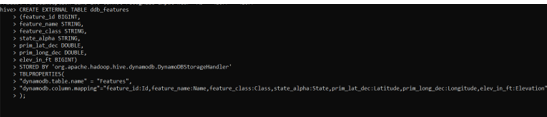 hive> CREATE EXTERNAL TABLE ddb_features
> (feature_id BIGINT,
> feature_name STRING,
> feature_class STRING,
> state_alpha STRING,
> prim_lat_dec DOUBLE,
> prim_long_dec DOUBLE,
> elev_in_ft BIGINT)
> STORED BY 'org.apache.hadoop.hive.dynamodb.DynamoDBStorageHandler'
> TBLPROPERTIES(
> "dynamodb.table.name" = "Features",
> "dynamodb.column.mapping"="feature_id:Id,feature_name:Name,feature_class:Class,state_alpha:State,prim_lat_dec:Latitude,prim_long_dec:Longitude,elev_in_ft:Elevation"
> );